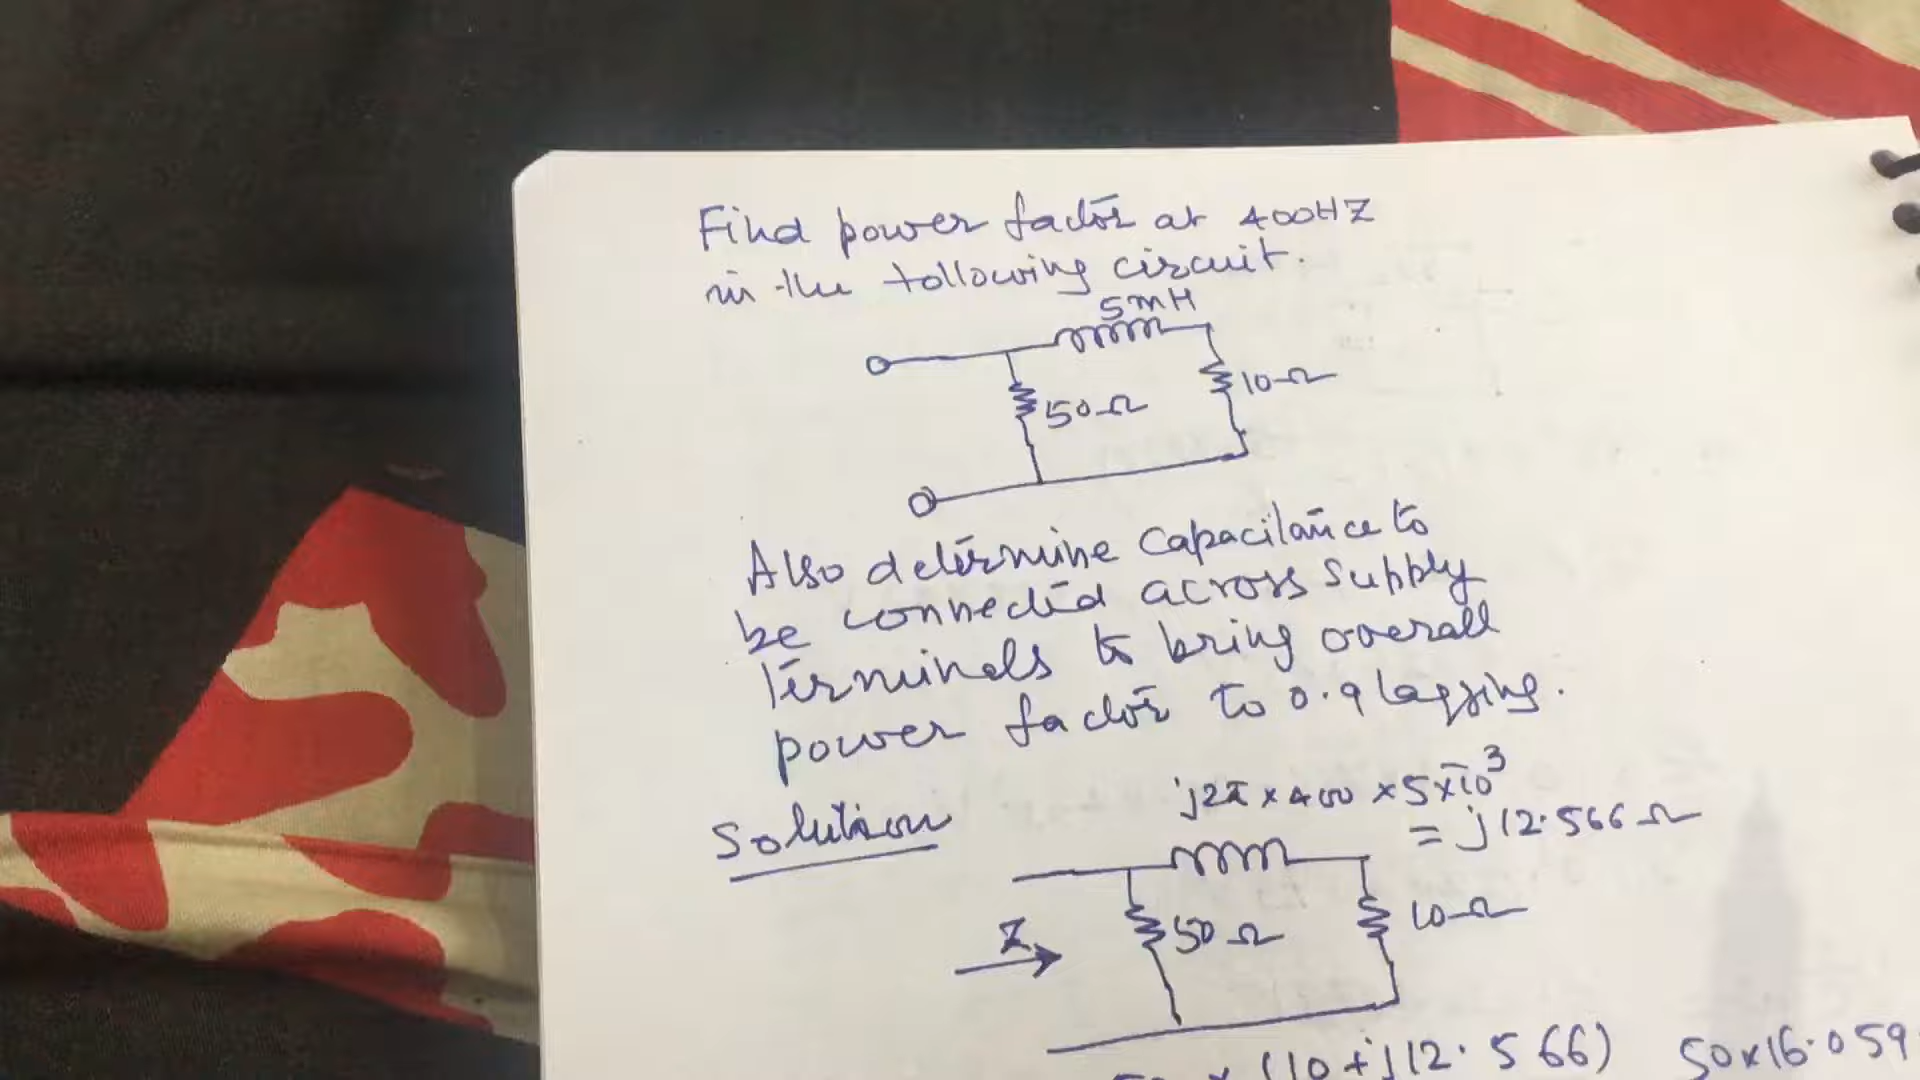 Find power factor at 400HZ
in the following circuit.
5mH
10Ω
50Ω
Also determine capacitance to
be connected across supply
terminals to bring overall
power factor to 0.9 lagging.
j2π × 400 × 5×10⁻³
= j12.566Ω
Solution
10Ω
50Ω
Z
× (10+j12.566) 50×16.059